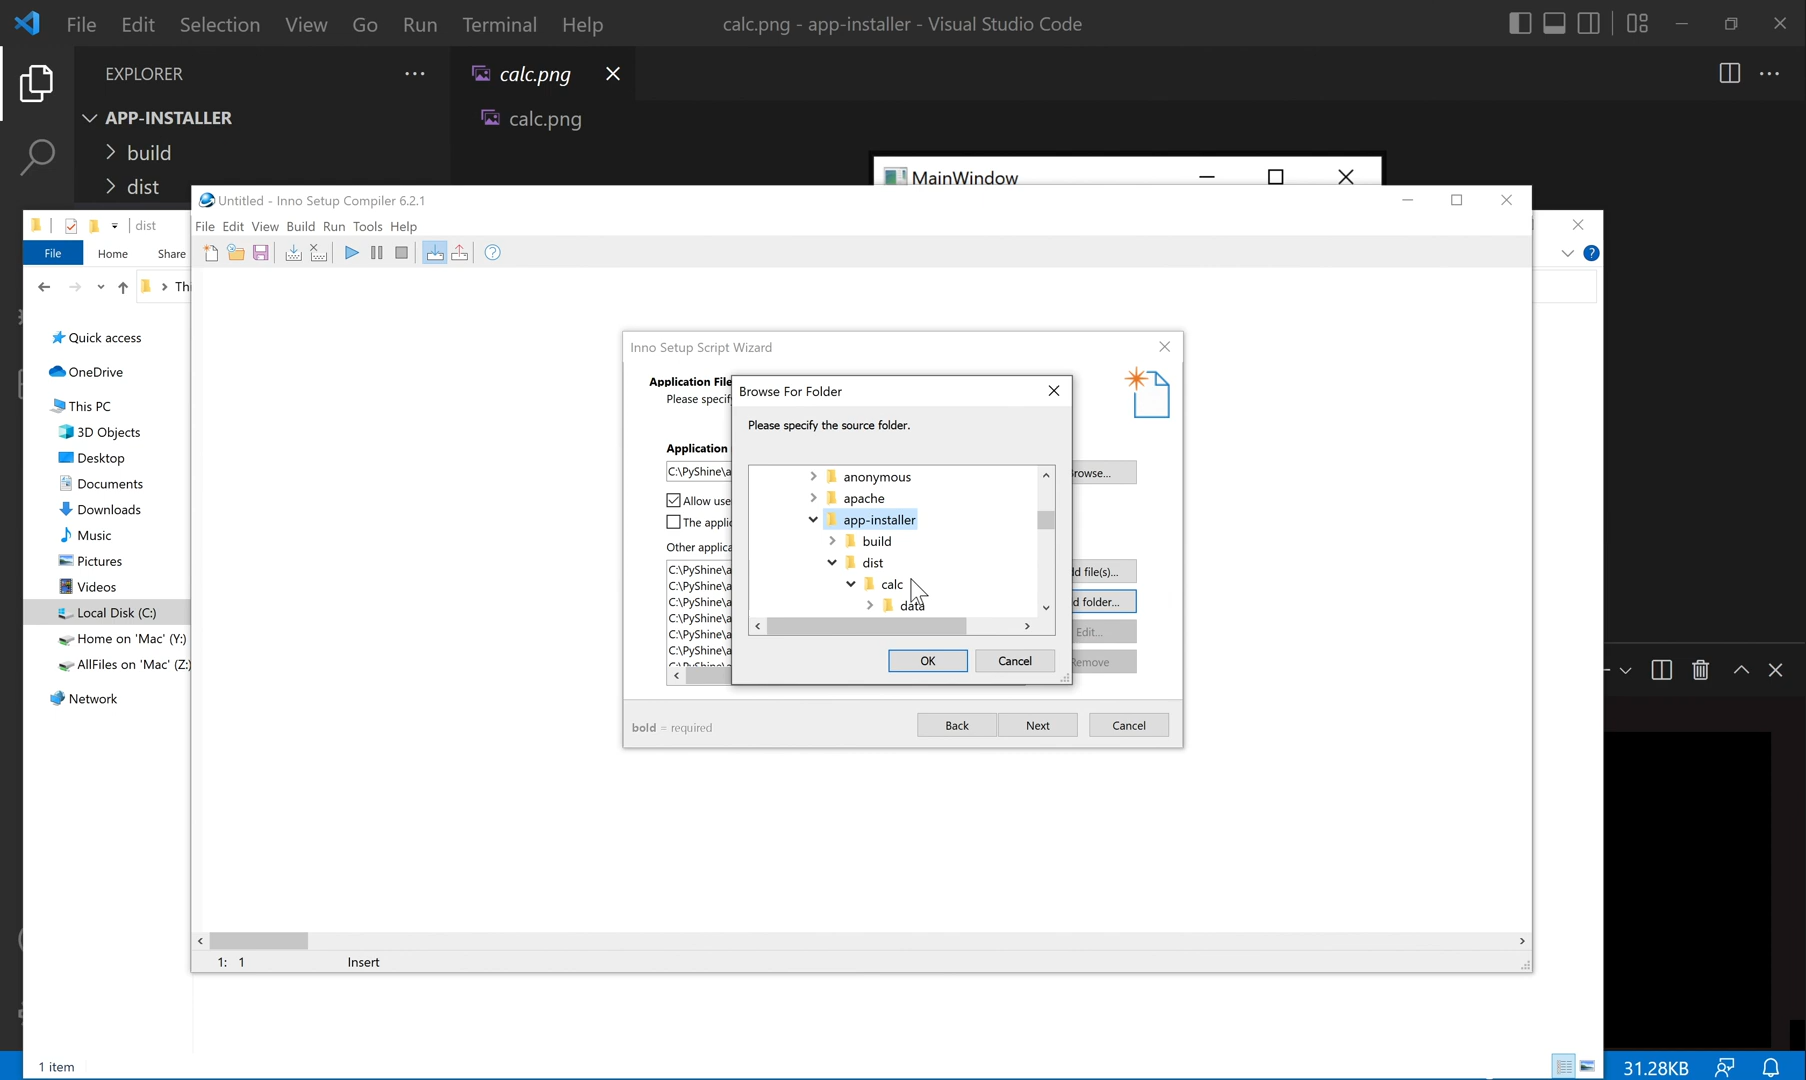 File Edit Selection View Go Run Terminal Help
calc.png - app-installer - Visual Studio Code
EXPLORER
calc.png
APP-INSTALLER
calc.png
build
dist
MainWindow
Untitled - Inno Setup Compiler 6.2.1
File Edit View Build Run Tools Help
dist
File Home Share
Quick access
OneDrive
This PC
3D Objects
Desktop
Documents
Downloads
Music
Pictures
Videos
Local Disk (C:)
Home on 'Mac' (Y:)
AllFiles on 'Mac' (Z:)
Network
Inno Setup Script Wizard
Application File
Please specif
Application
C:\PyShine\a
Allow use
The applic
Other applica
C:\PyShine\a
C:\PyShine\a
C:\PyShine\a
C:\PyShine\a
C:\PyShine\a
C:\PyShine\a
Browse For Folder
Please specify the source folder.
anonymous
apache
app-installer
build
dist
calc
data
OK Cancel
rowse...
d file(s)...
d folder...
Edit...
Remove
bold = required
Back Next Cancel
1: 1 Insert
1 item
31.28KB